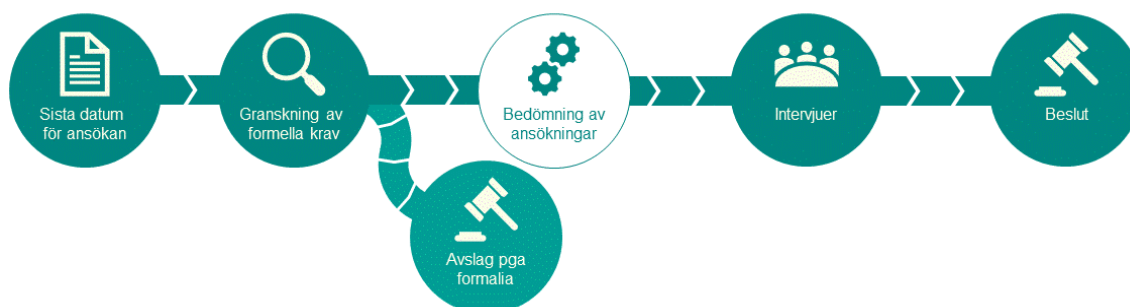 Sista datum
för ansökan
Granskning av
formella krav
Bedömning av
ansökningar
Intervjuer
Beslut
Avslag pga
formalia